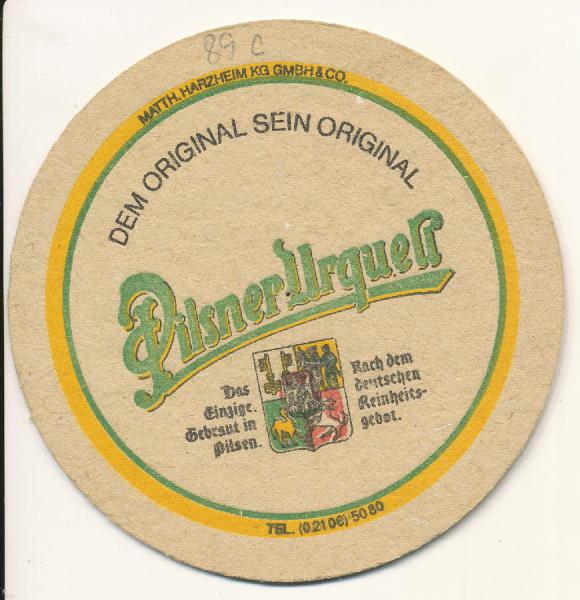 89 C
MATTH. HARZHEIM KG GMBH & CO.
DEM ORIGINAL SEIN ORIGINAL
Pilsner Urquell
Das
Einzige.
Gebraut in
Pilsen.
Nach dem
deutschen
Reinheits-
gebot.
TEL. (02106) 5080